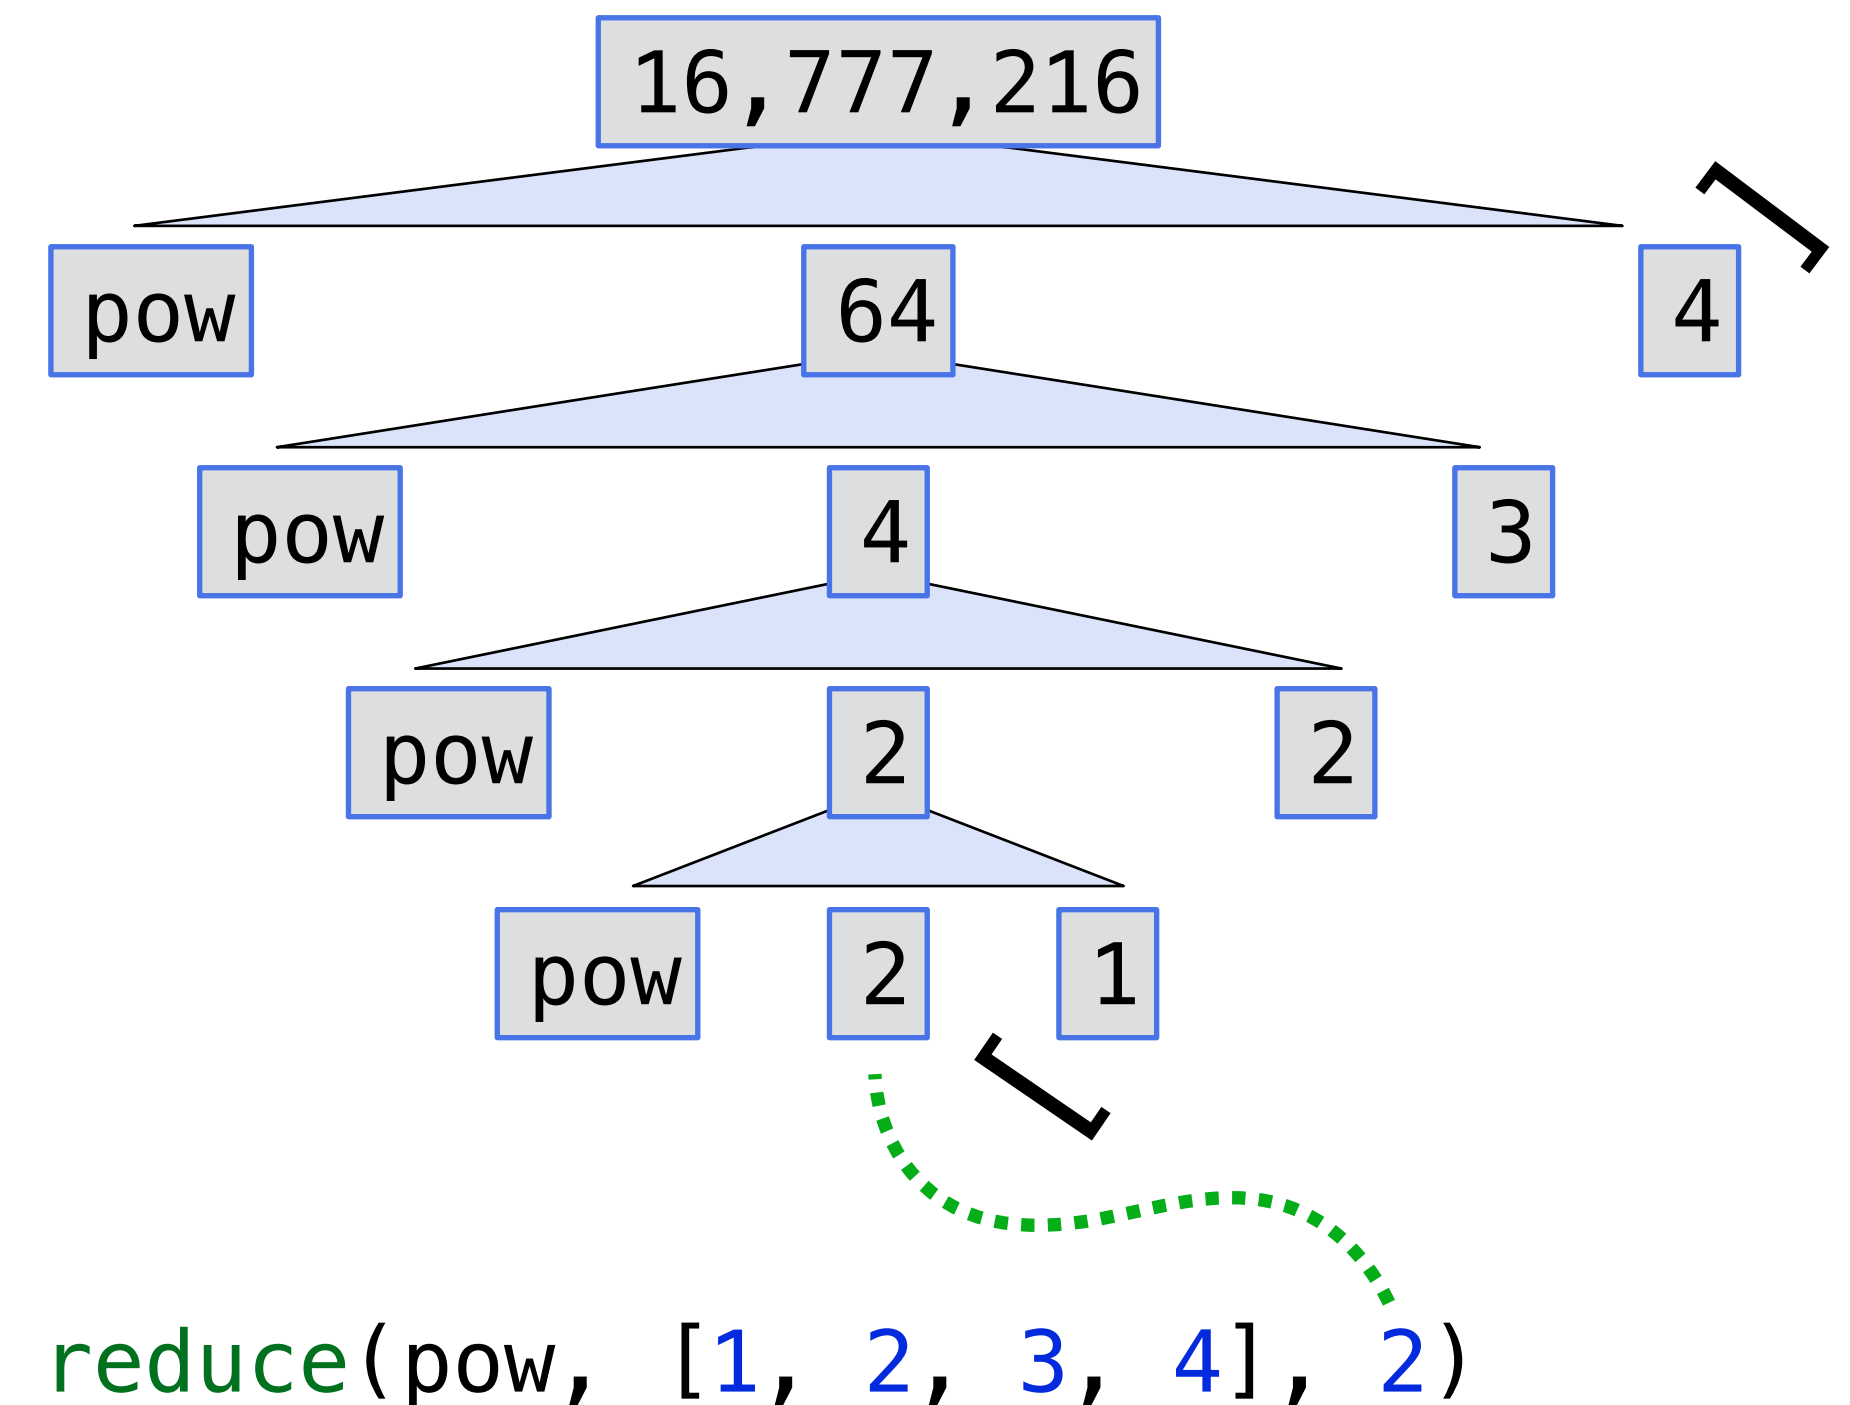 16,777,216
pow 64 4
pow 4 3
pow 2 2
pow 2 1
reduce(pow, [1, 2, 3, 4], 2)